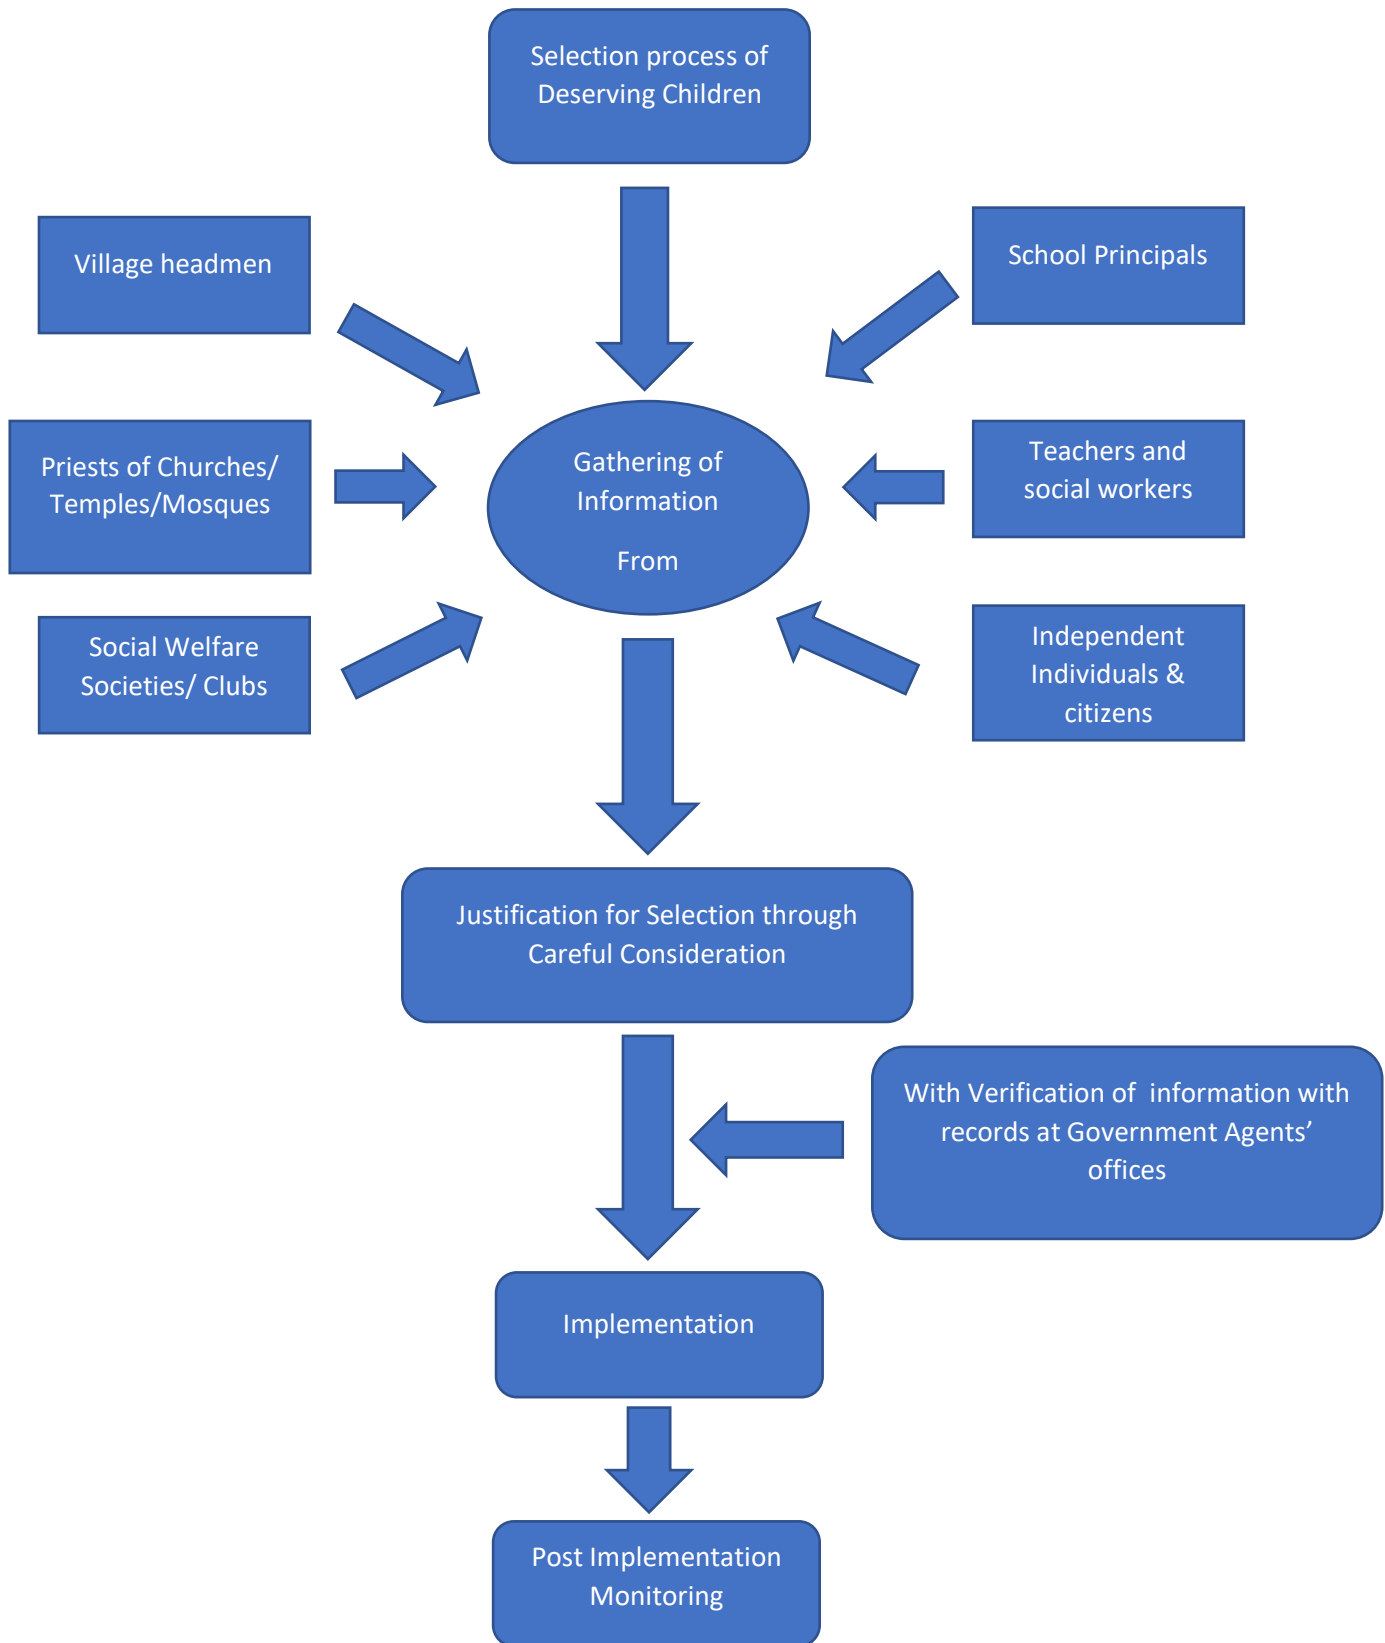 Selection process of
Deserving Children
Village headmen
School Principals
Priests of Churches/
Temples/Mosques
Gathering of
Information
From
Teachers and
social workers
Social Welfare
Societies/ Clubs
Independent
Individuals &
citizens
Justification for Selection through
Careful Consideration
With Verification of  information with
records at Government Agents’
offices
Implementation
Post Implementation
Monitoring